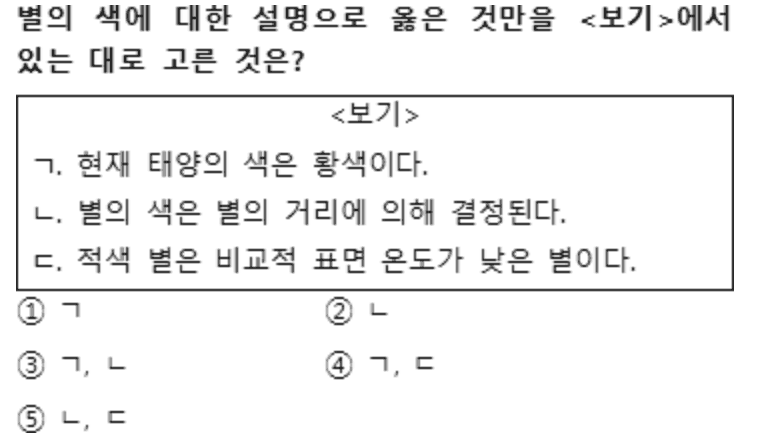 별의 색에 대한 설명으로 옳은 것만을 <보기>에서
있는 대로 고른 것은?
<보기>
ㄱ. 현재 태양의 색은 황색이다.
ㄴ. 별의 색은 별의 거리에 의해 결정된다.
ㄷ. 적색 별은 비교적 표면 온도가 낮은 별이다.
① ㄱ ② ㄴ
③ ㄱ, ㄴ ④ ㄱ, ㄷ
⑤ ㄴ, ㄷ